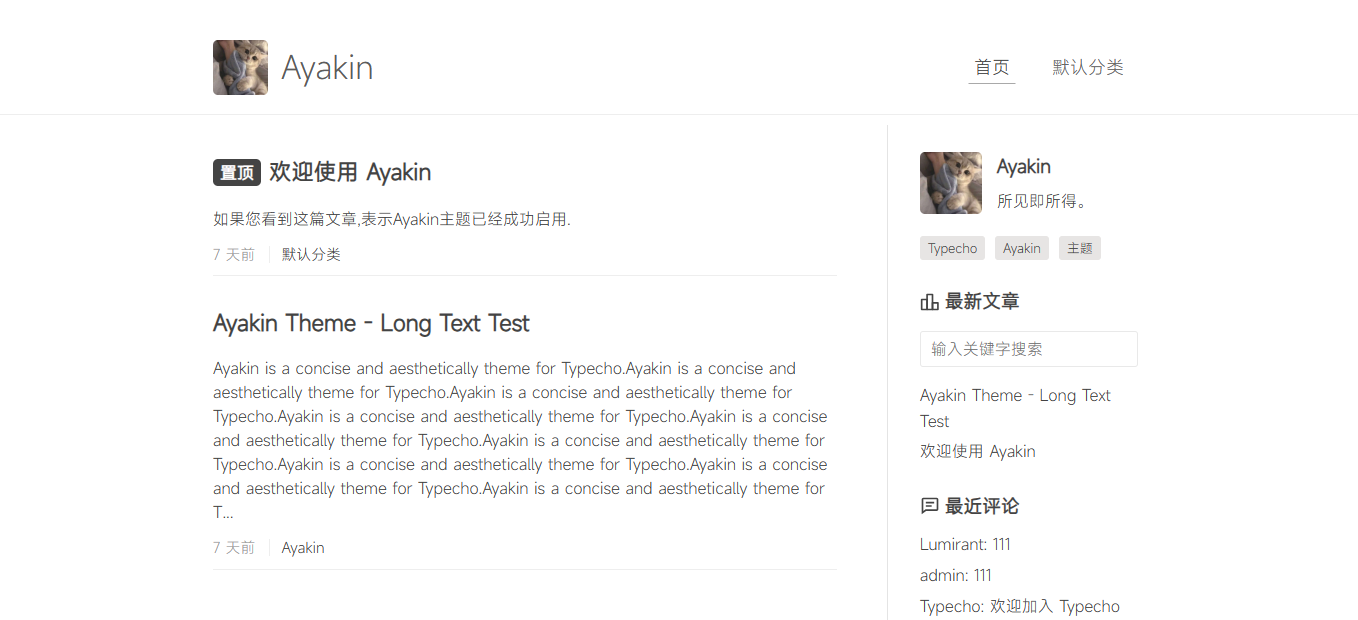 Ayakin
首页 默认分类
置顶 欢迎使用 Ayakin
如果您看到这篇文章,表示Ayakin主题已经成功启用.
7 天前 默认分类
Ayakin Theme - Long Text Test
Ayakin is a concise and aesthetically theme for Typecho.Ayakin is a concise and
aesthetically theme for Typecho.Ayakin is a concise and aesthetically theme for
Typecho.Ayakin is a concise and aesthetically theme for Typecho.Ayakin is a concise
and aesthetically theme for Typecho.Ayakin is a concise and aesthetically theme for
Typecho.Ayakin is a concise and aesthetically theme for Typecho.Ayakin is a concise
and aesthetically theme for Typecho.Ayakin is a concise and aesthetically theme for
T...
7 天前 Ayakin
Ayakin
所见即所得。
Typecho Ayakin 主题
最新文章
输入关键字搜索
Ayakin Theme - Long Text
Test
欢迎使用 Ayakin
最近评论
Lumirant: 111
admin: 111
Typecho: 欢迎加入 Typecho